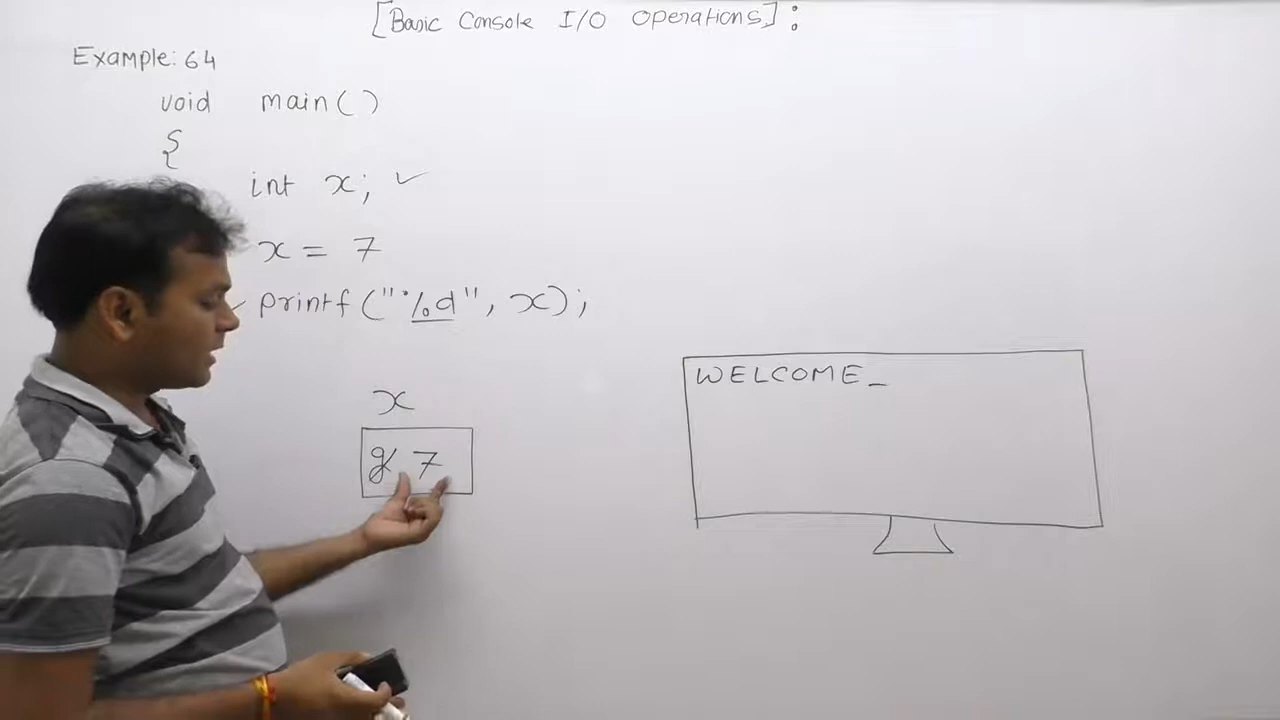 [Basic Console I/O Operations]:
Example: 64
void main()
{
int x; ✓
x = 7
✓ printf("%d", x);
x
g 7
WELCOME_